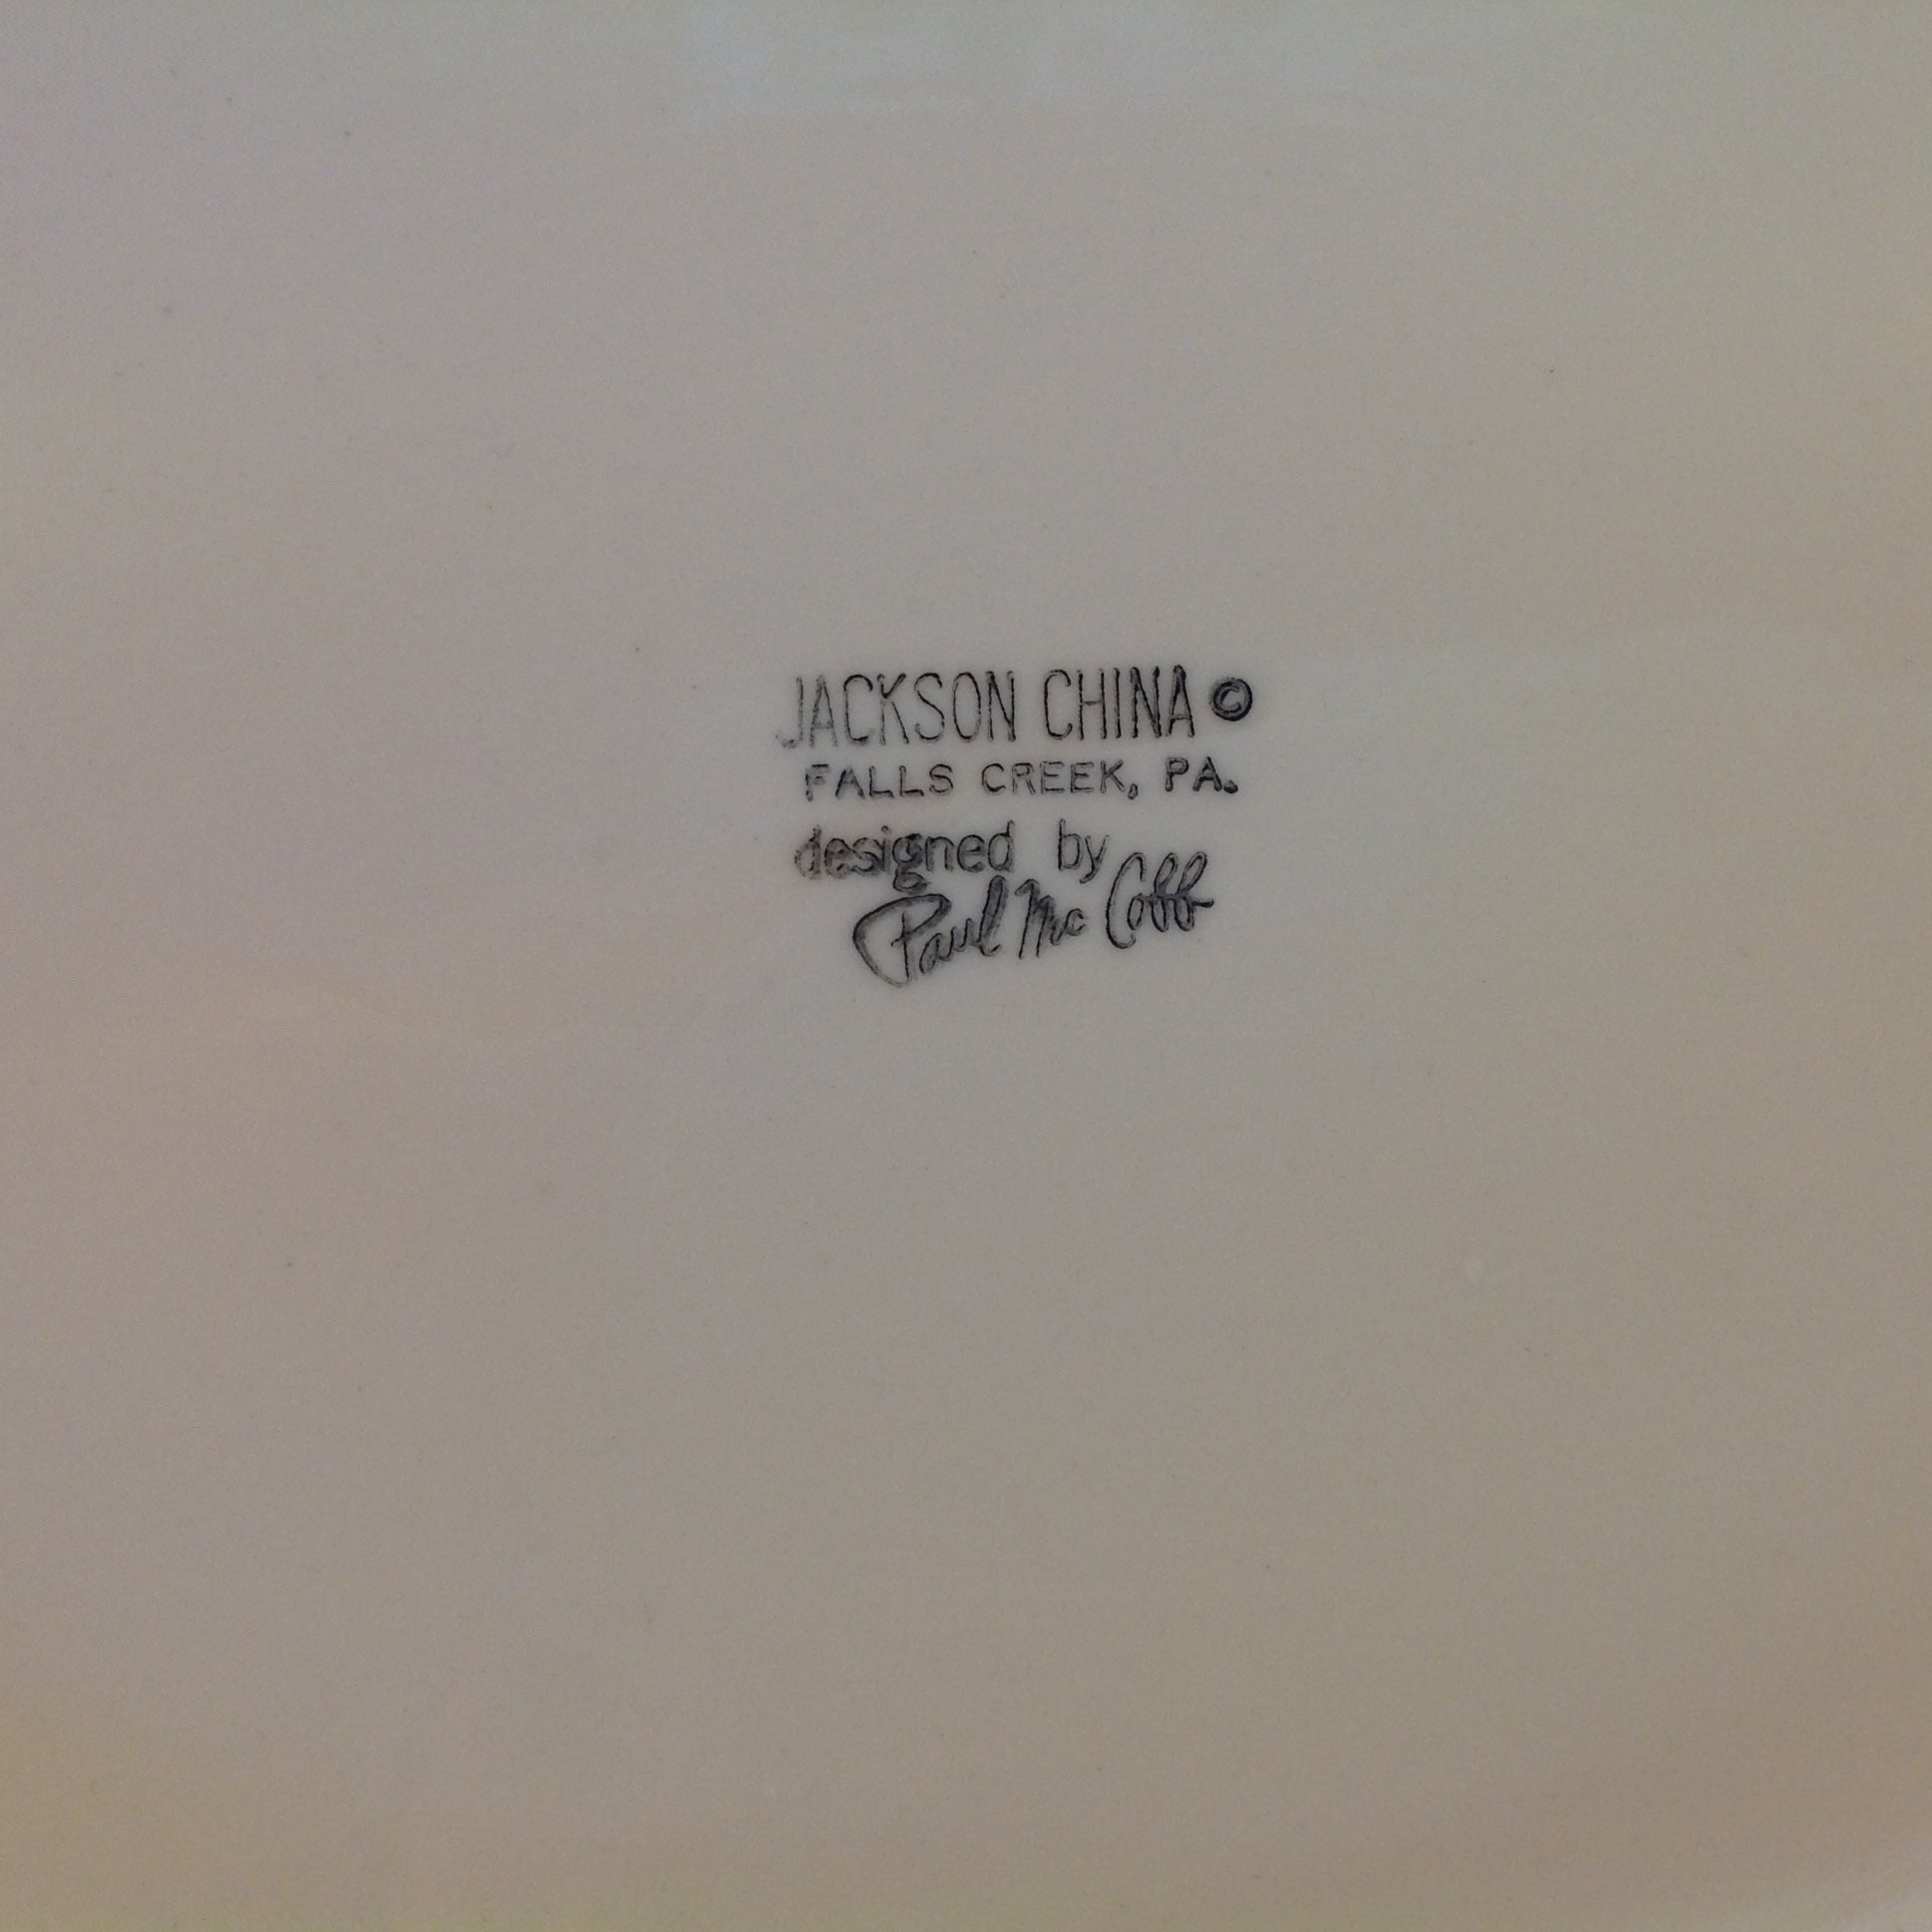 JACKSON CHINA ©
FALLS CREEK, PA.
designed by
Paul McCobb